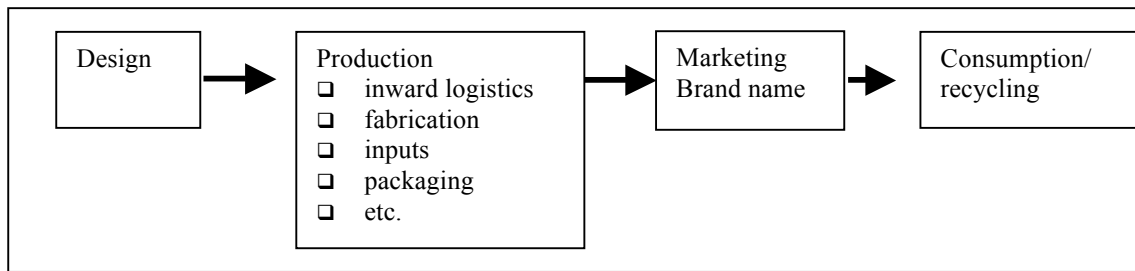 Design
Production
❑ inward logistics
❑ fabrication
❑ inputs
❑ packaging
❑ etc.
Marketing
Brand name
Consumption/
recycling